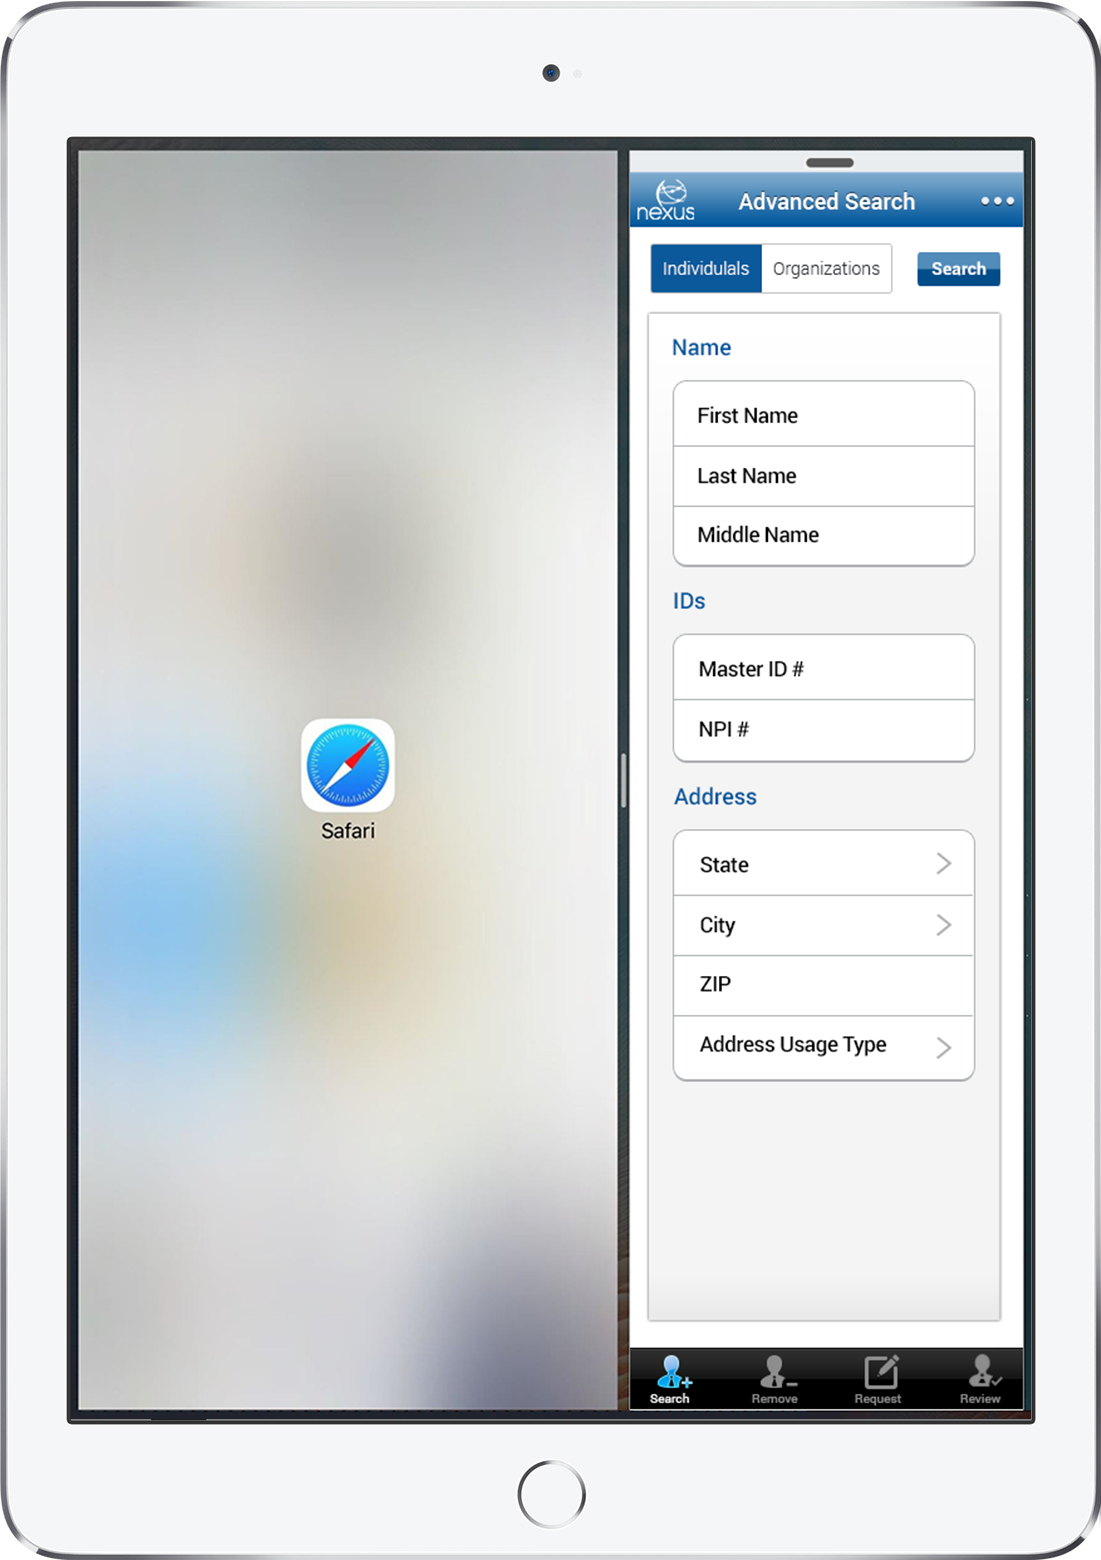 nexus
Advanced Search
Individulals Organizations Search
Name
First Name
Last Name
Middle Name
IDs
Master ID #
NPI #
Address
State
City
ZIP
Address Usage Type
Safari
Search Remove Request Review